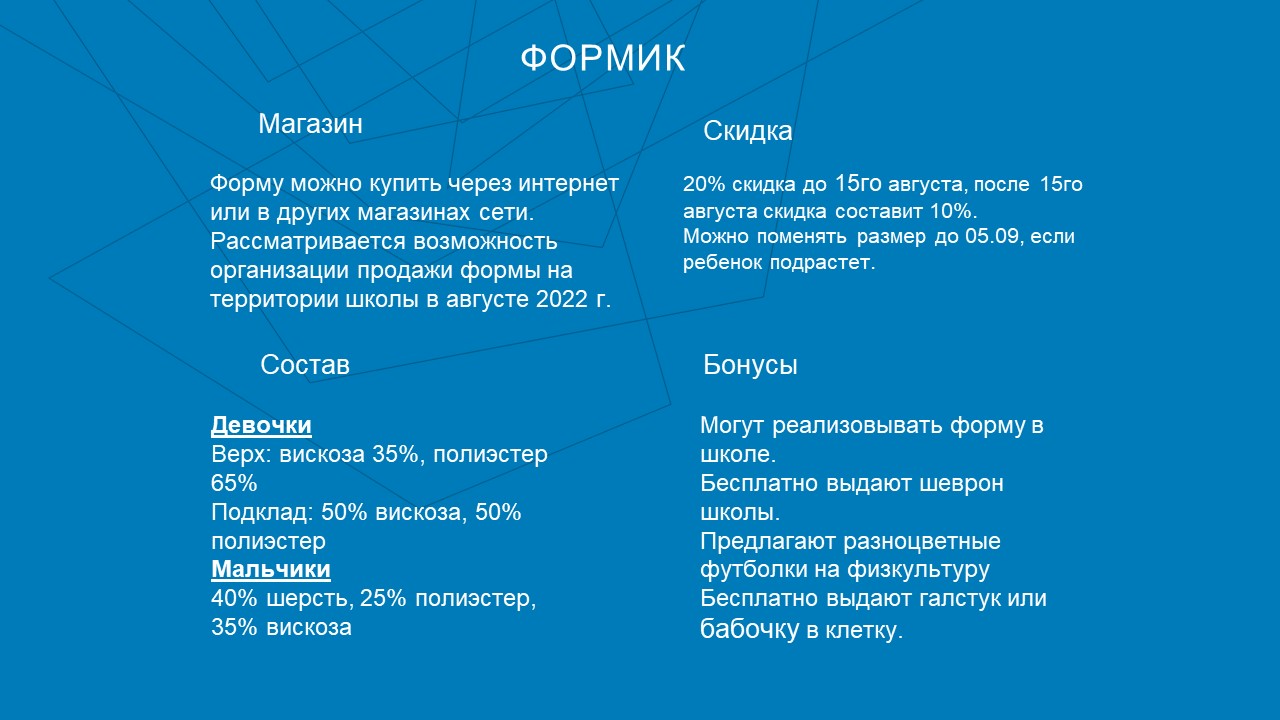 ФОРМИК
Магазин
Форму можно купить через интернет
или в других магазинах сети.
Рассматривается возможность
организации продажи формы на
территории школы в августе 2022 г.
Скидка
20% скидка до 15го августа, после 15го
августа скидка составит 10%.
Можно поменять размер до 05.09, если
ребенок подрастет.
Состав
Девочки
Верх: вискоза 35%, полиэстер
65%
Подклад: 50% вискоза, 50%
полиэстер
Мальчики
40% шерсть, 25% полиэстер,
35% вискоза
Бонусы
Могут реализовывать форму в
школе.
Бесплатно выдают шеврон
школы.
Предлагают разноцветные
футболки на физкультуру
Бесплатно выдают галстук или
бабочку в клетку.